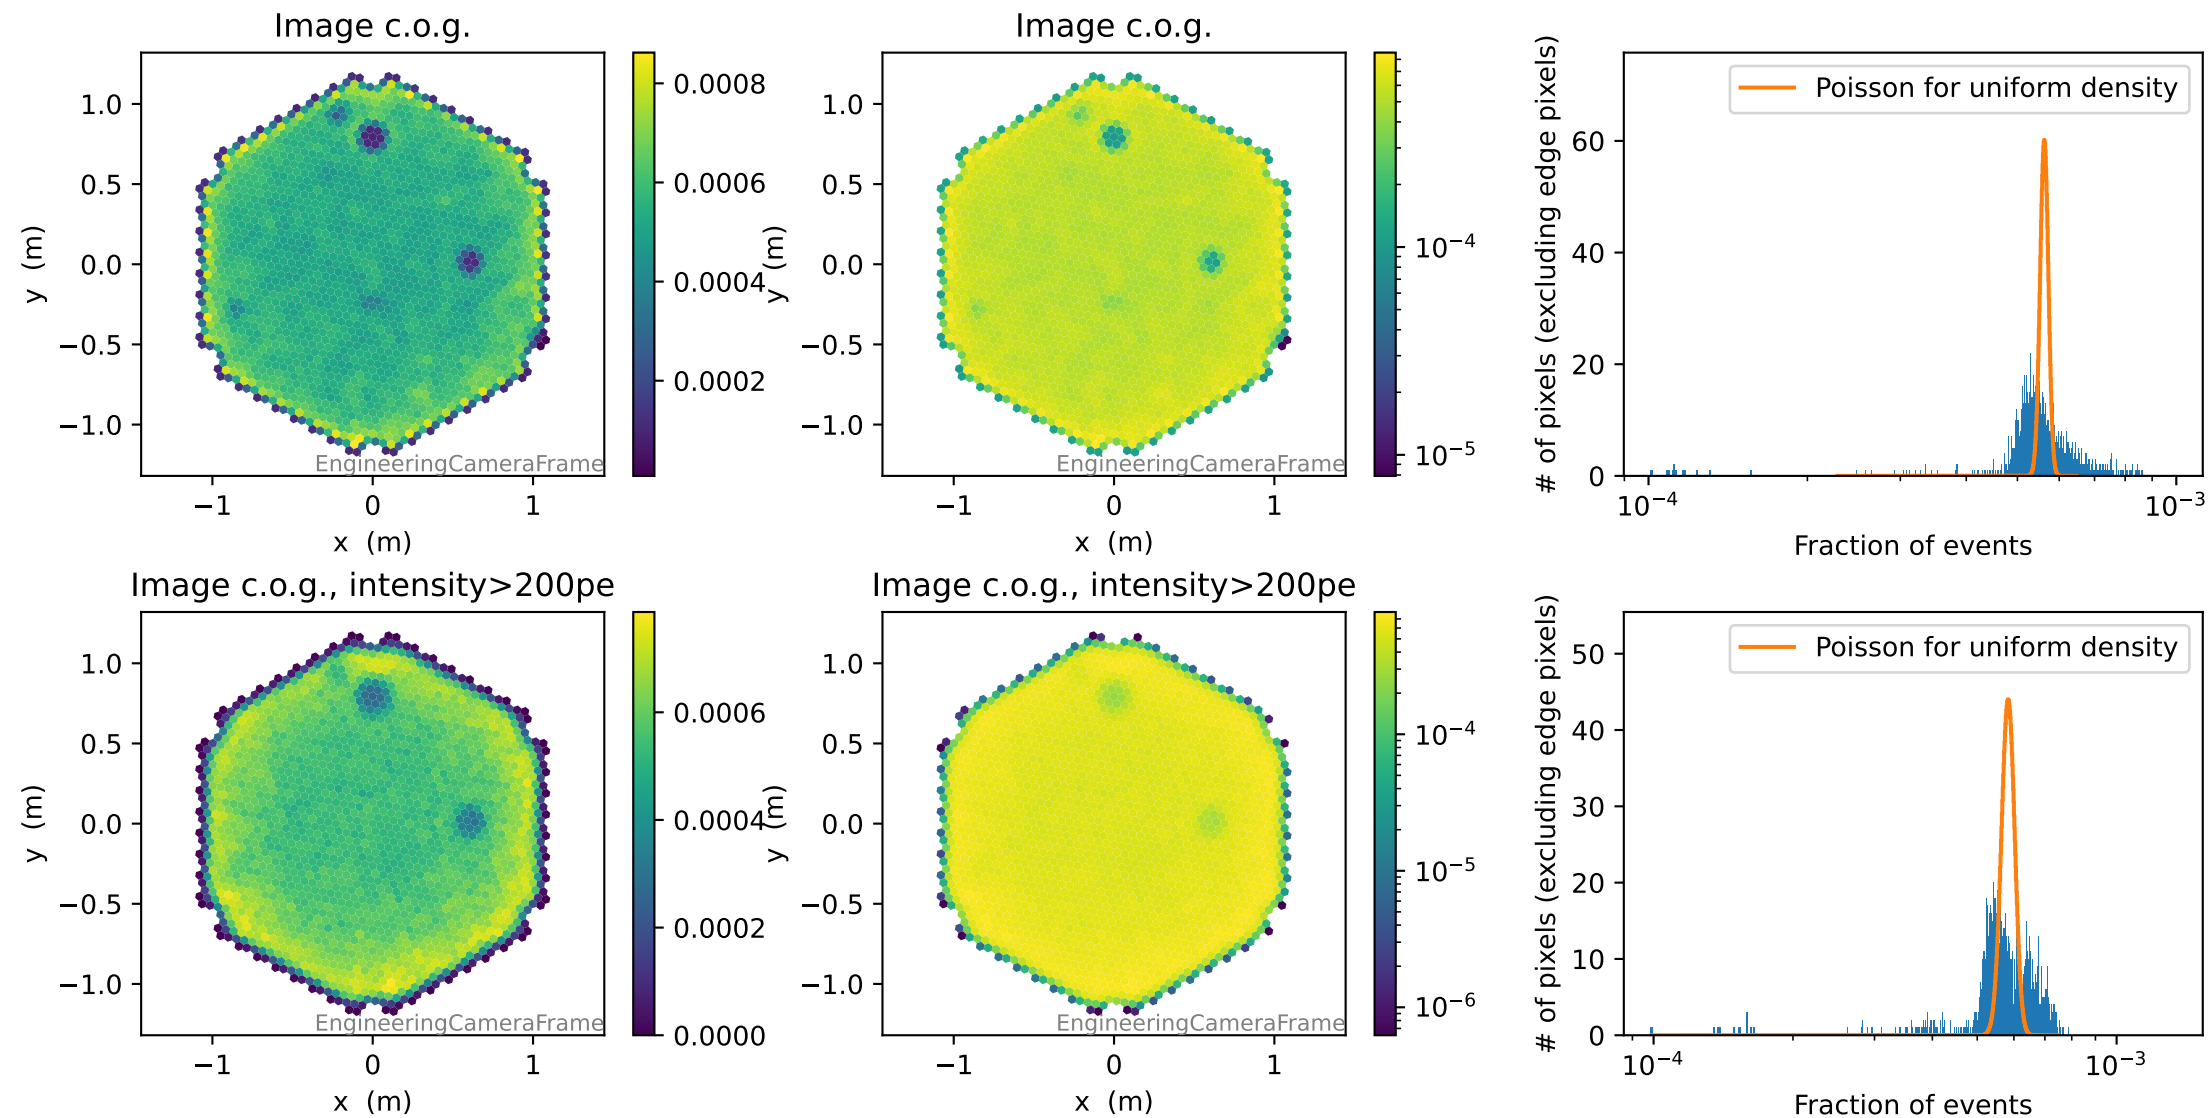 Image c.o.g.
1.0
0.5
0.0
−0.5
−1.0
y (m)
−1
0
1
x (m)
EngineeringCameraFrame
0.0008
0.0006
0.0004
0.0002
Image c.o.g.
1.0
0.5
0.0
−0.5
−1.0
y (m)
−1
0
1
x (m)
EngineeringCameraFrame
10⁻⁴
10⁻⁵
# of pixels (excluding edge pixels)
60
40
20
0
Poisson for uniform density
10⁻⁴
10⁻³
Fraction of events
Image c.o.g., intensity>200pe
1.0
0.5
0.0
−0.5
−1.0
y (m)
−1
0
1
x (m)
EngineeringCameraFrame
0.0006
0.0004
0.0002
0.0000
Image c.o.g., intensity>200pe
1.0
0.5
0.0
−0.5
−1.0
y (m)
−1
0
1
x (m)
EngineeringCameraFrame
10⁻⁴
10⁻⁵
10⁻⁶
# of pixels (excluding edge pixels)
50
40
30
20
10
0
Poisson for uniform density
10⁻⁴
10⁻³
Fraction of events